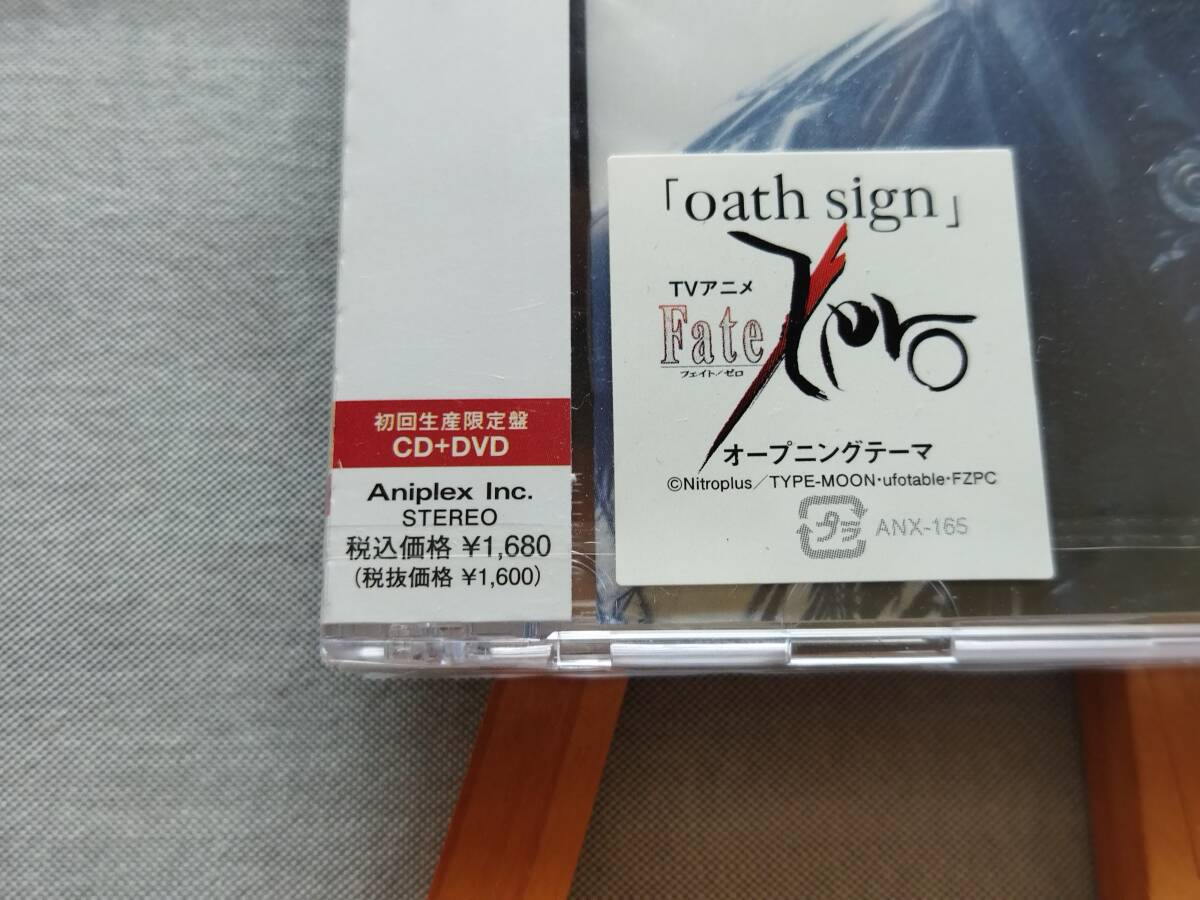 初回生産限定盤
CD+DVD
Aniplex Inc.
STEREO
税込価格 ¥1,680
(税抜価格 ¥1,600)
「oath sign」
TVアニメ
Fate Zero
フェイト/ゼロ
オープニングテーマ
©Nitroplus/TYPE-MOON・ufotable・FZPC
プラ ANX-165